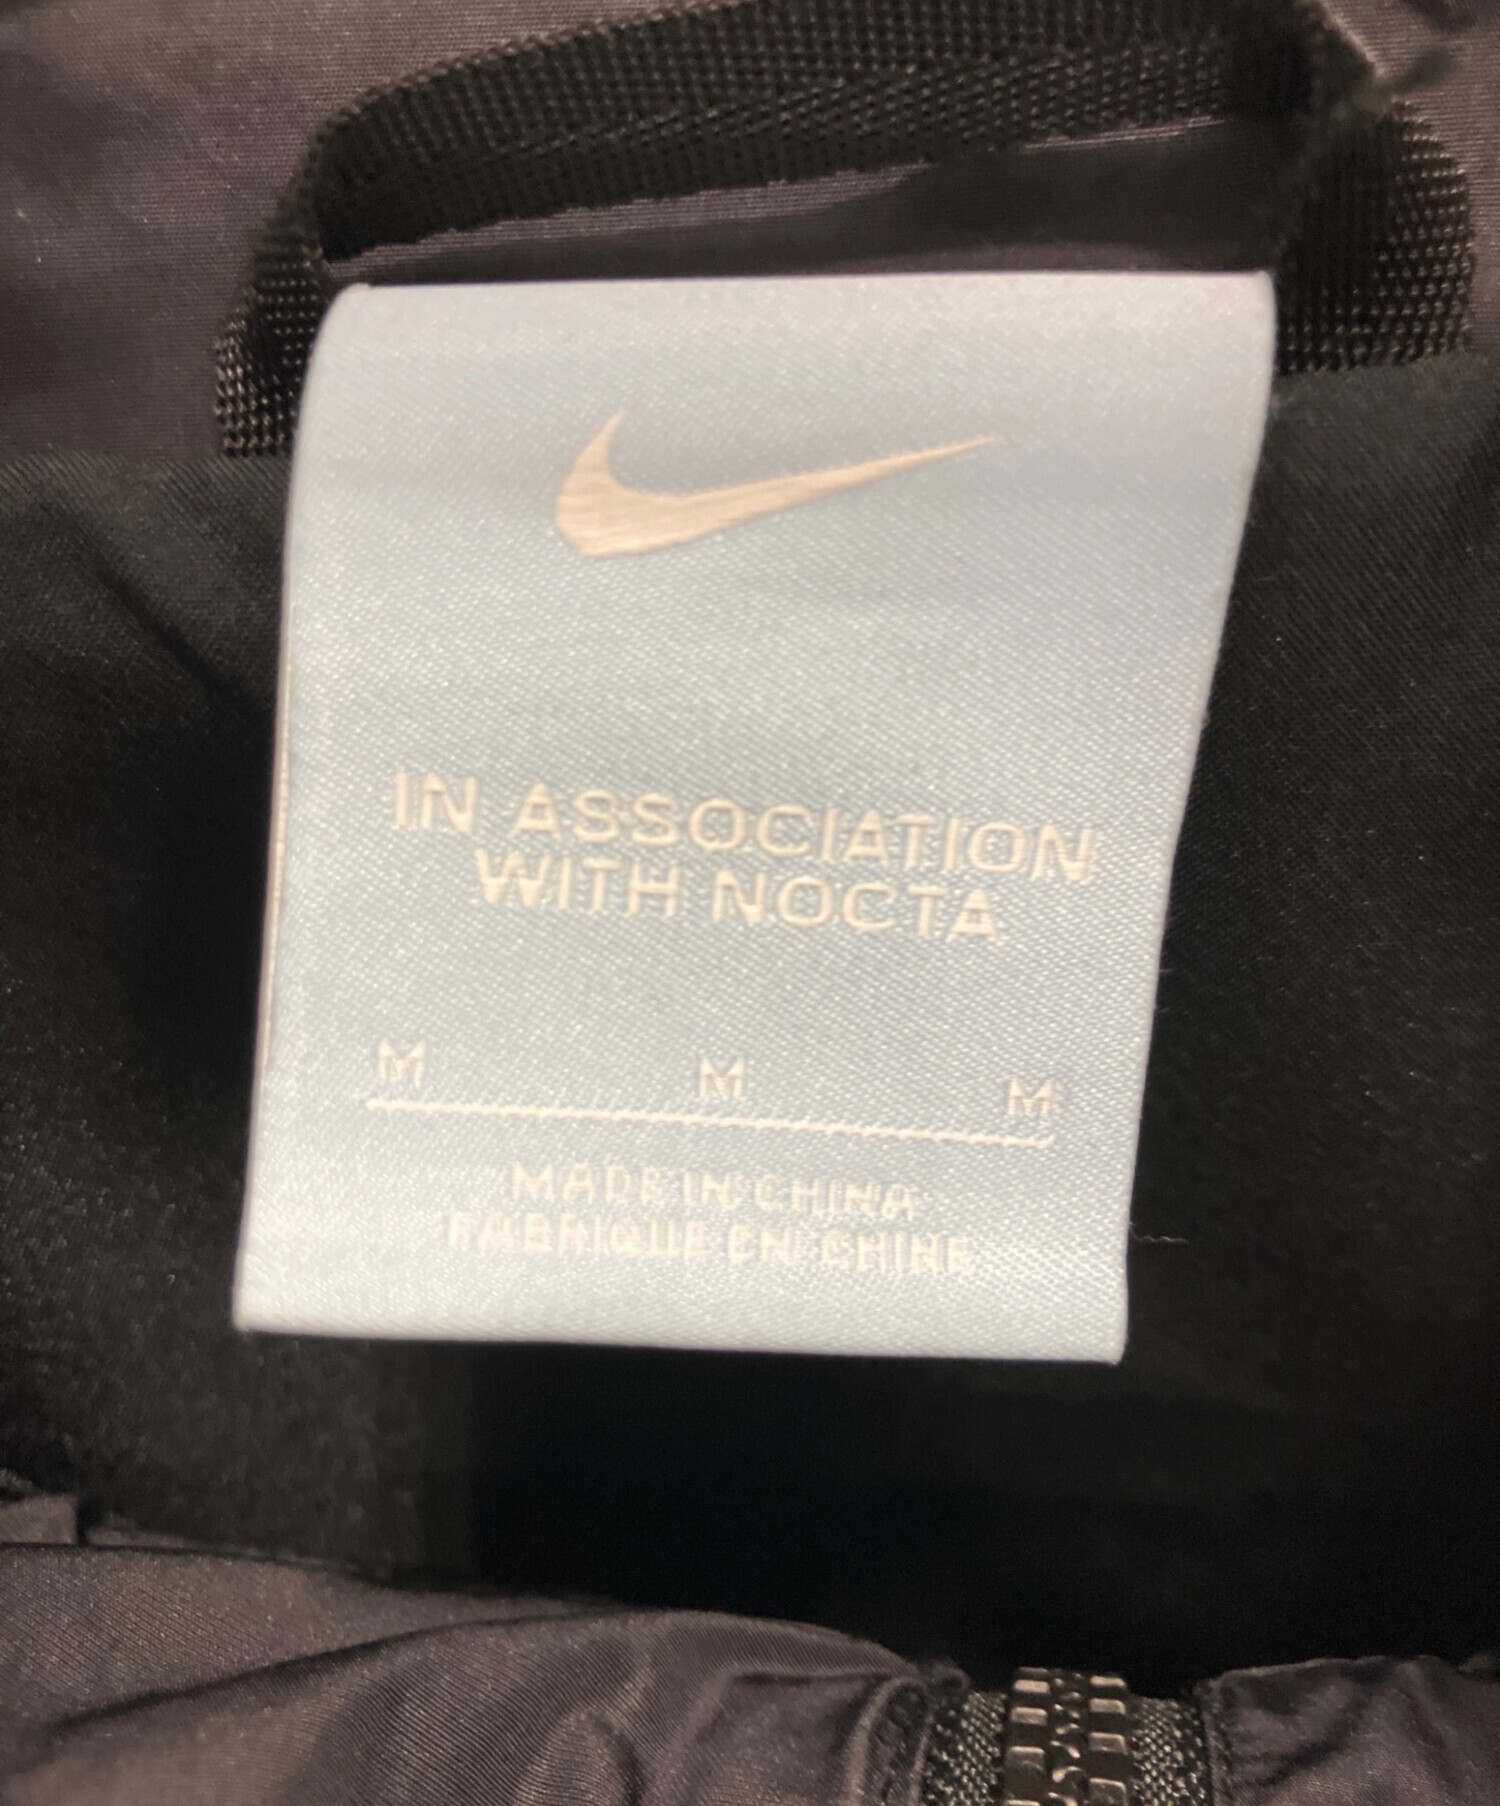 IN ASSOCIATION
WITH NOCTA
M M M
MADE IN CHINA
FABRIQUE EN CHINE